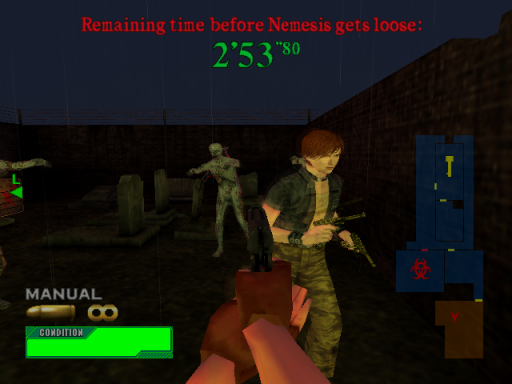 Remaining time before Nemesis gets loose:
2'53"80
L
MANUAL
∞
CONDITION